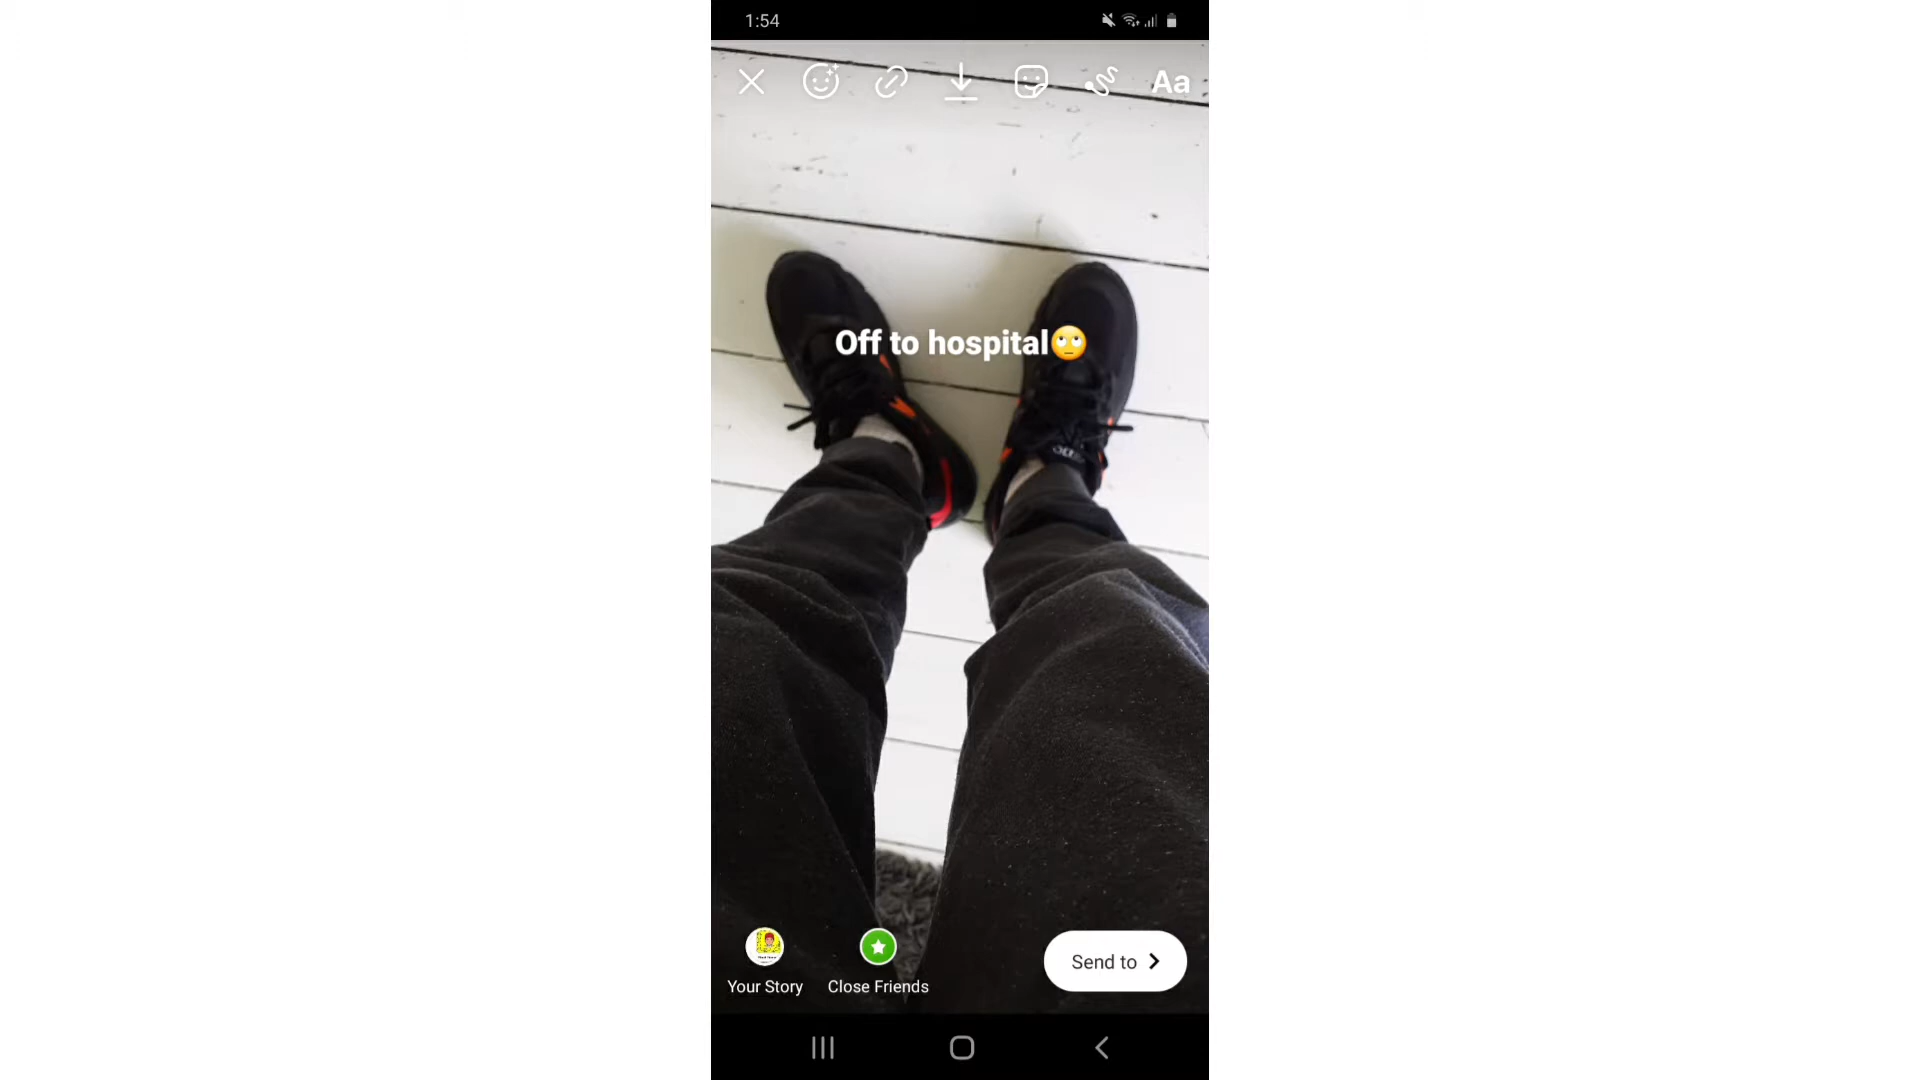 1:54
Aa
Off to hospital🙄
Your Story
Close Friends
Send to